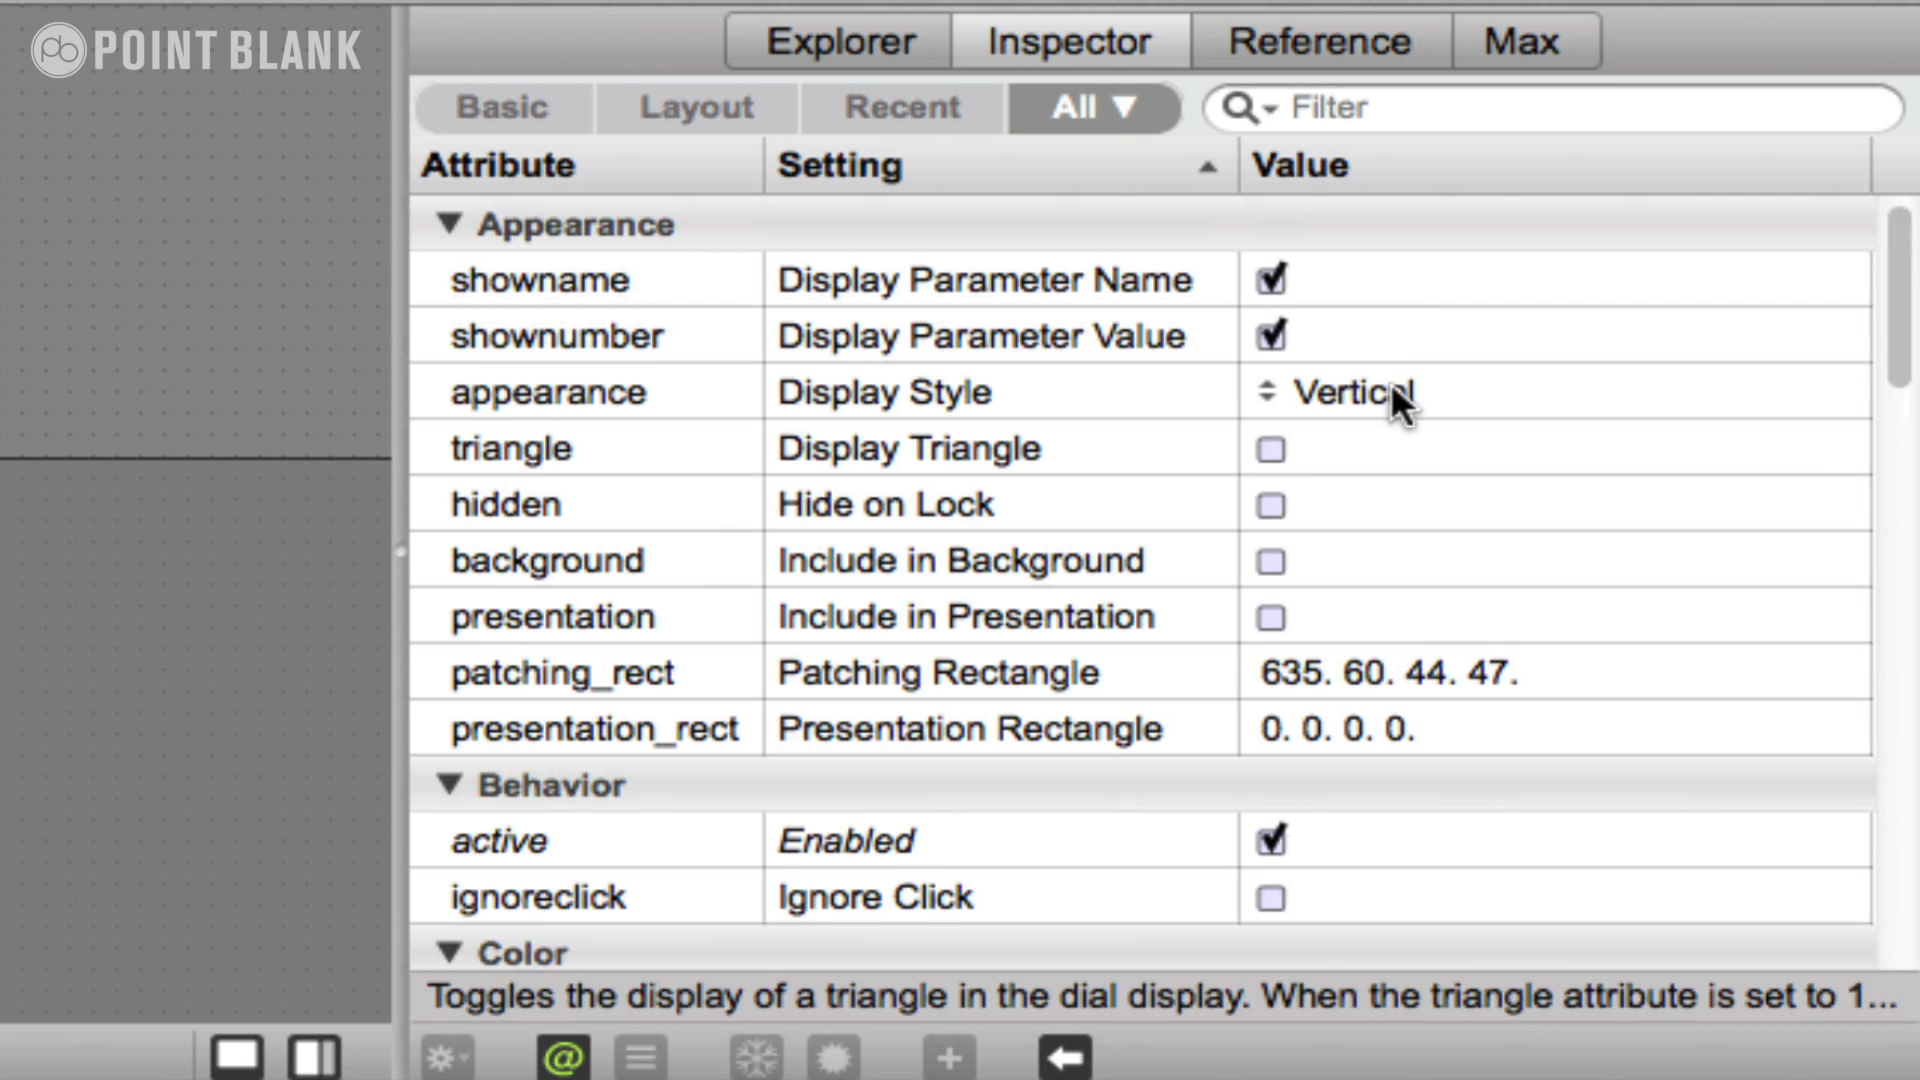 pb POINT BLANK
Explorer Inspector Reference Max
Basic Layout Recent All ▼ Filter
Attribute Setting Value
Appearance
showname Display Parameter Name
shownumber Display Parameter Value
appearance Display Style Vertical
triangle Display Triangle
hidden Hide on Lock
background Include in Background
presentation Include in Presentation
patching_rect Patching Rectangle 635. 60. 44. 47.
presentation_rect Presentation Rectangle 0. 0. 0. 0.
Behavior
active Enabled
ignoreclick Ignore Click
Color
Toggles the display of a triangle in the dial display. When the triangle attribute is set to 1...
@